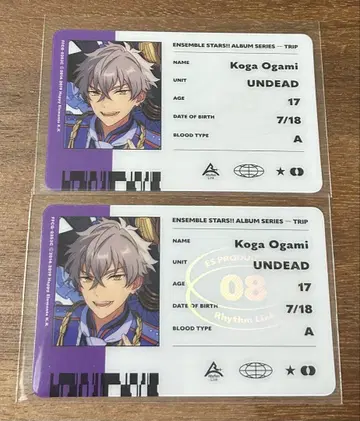 ENSEMBLE STARS!! ALBUM SERIES — TRIP
NAME
Koga Ogami
UNIT
UNDEAD
AGE
17
DATE OF BIRTH
7/18
BLOOD TYPE
A
ENSEMBLE STARS!! ALBUM SERIES — TRIP
NAME
Koga Ogami
UNIT
UNDEAD
AGE
17
DATE OF BIRTH
7/18
BLOOD TYPE
A
08
Rhythm Link